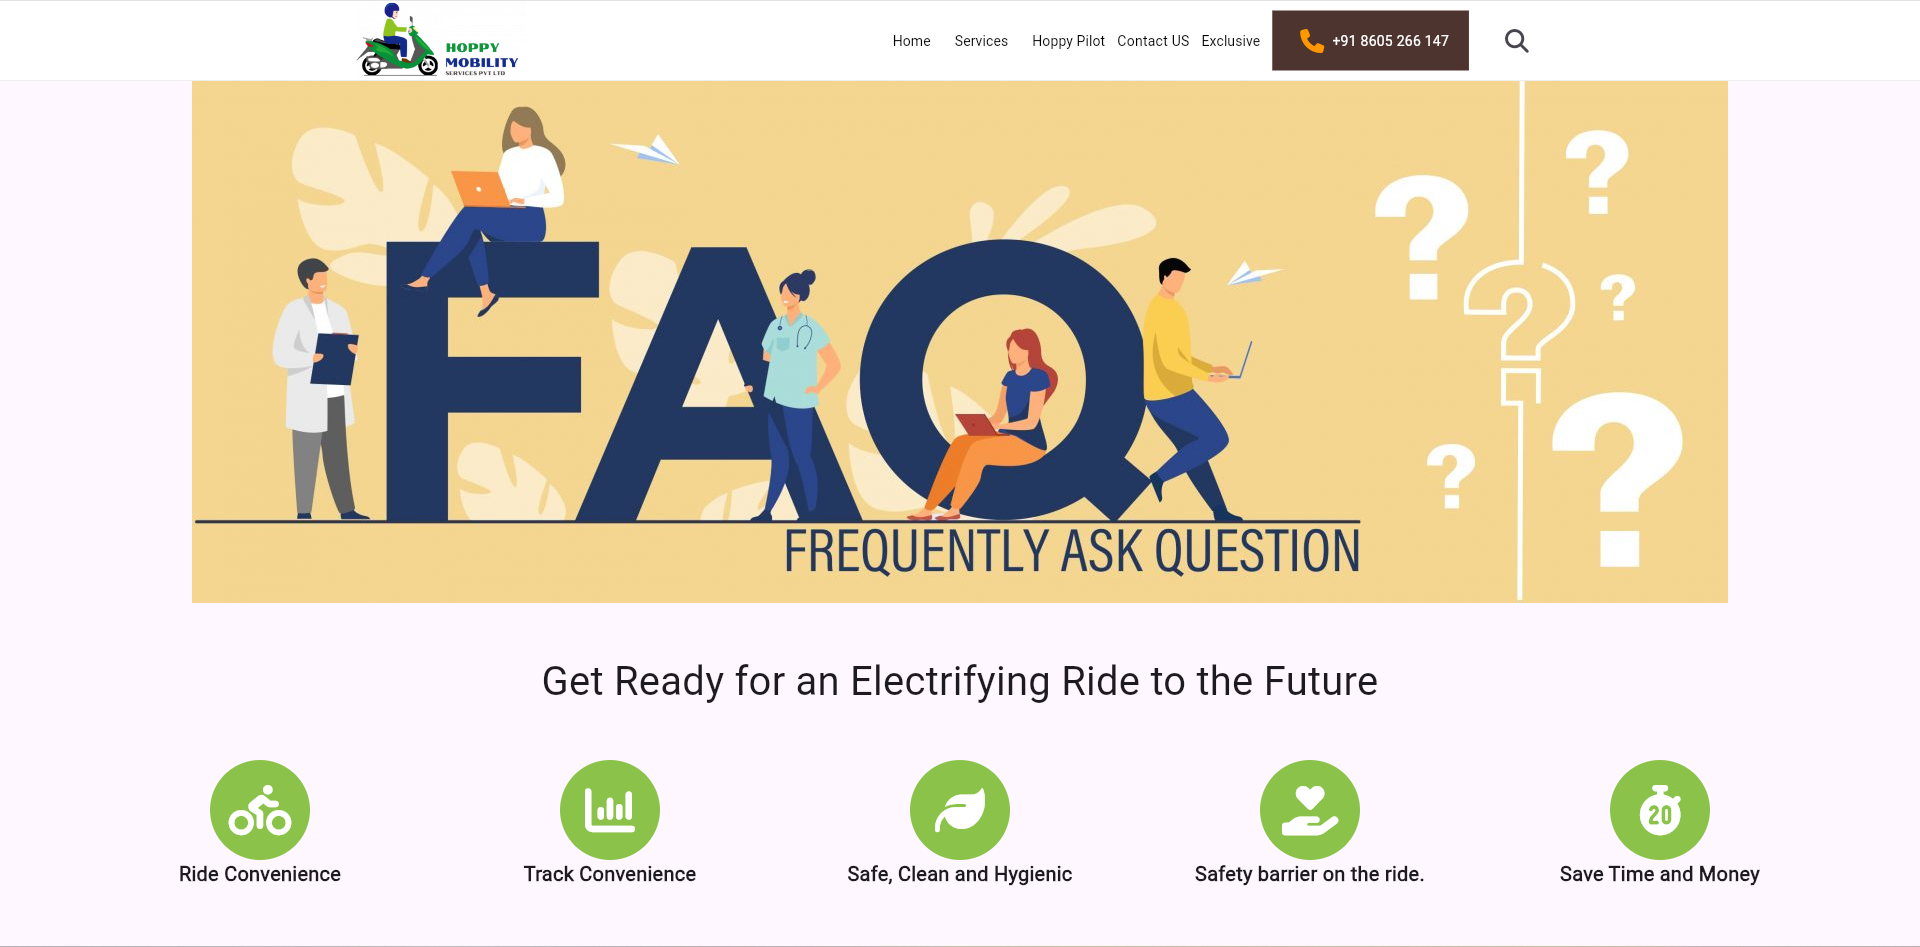 HOPPY
MOBILITY
SERVICES PVT LTD
Home Services Hoppy Pilot Contact US Exclusive +91 8605 266 147
FAQ
FREQUENTLY ASK QUESTION
? ? ? ? ? ?
Get Ready for an Electrifying Ride to the Future
20
Ride Convenience Track Convenience Safe, Clean and Hygienic Safety barrier on the ride. Save Time and Money